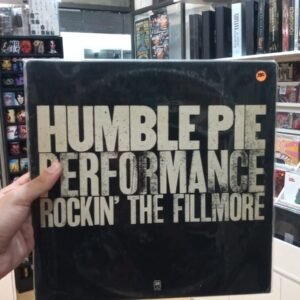 HUMBLE PIE
PERFORMANCE
ROCKIN' THE FILLMORE